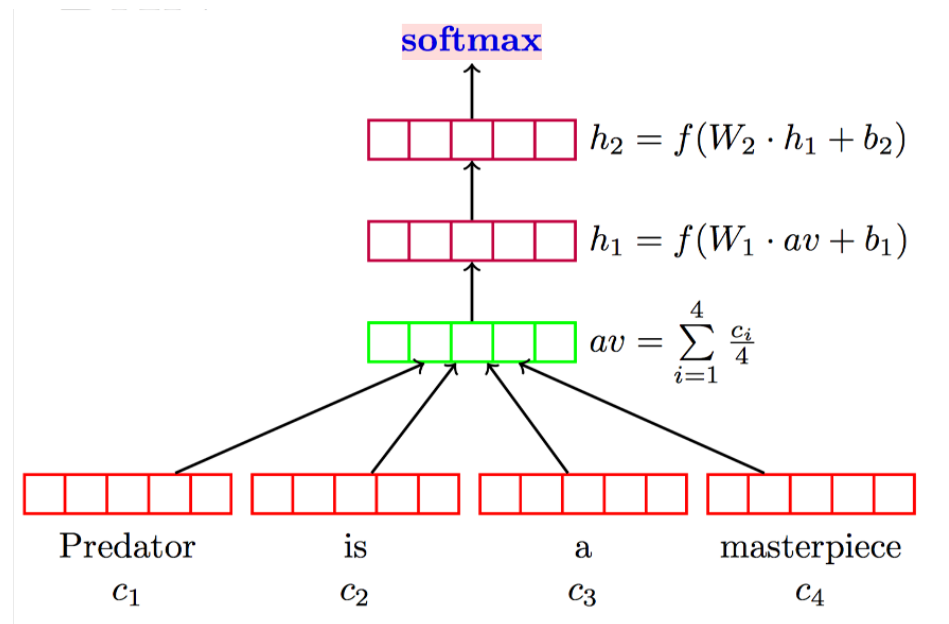 softmax
h₂ = f(W₂ · h₁ + b₂)
h₁ = f(W₁ · av + b₁)
av = ∑_{i=1}^{4} c_i/4
Predator is a masterpiece
c₁ c₂ c₃ c₄